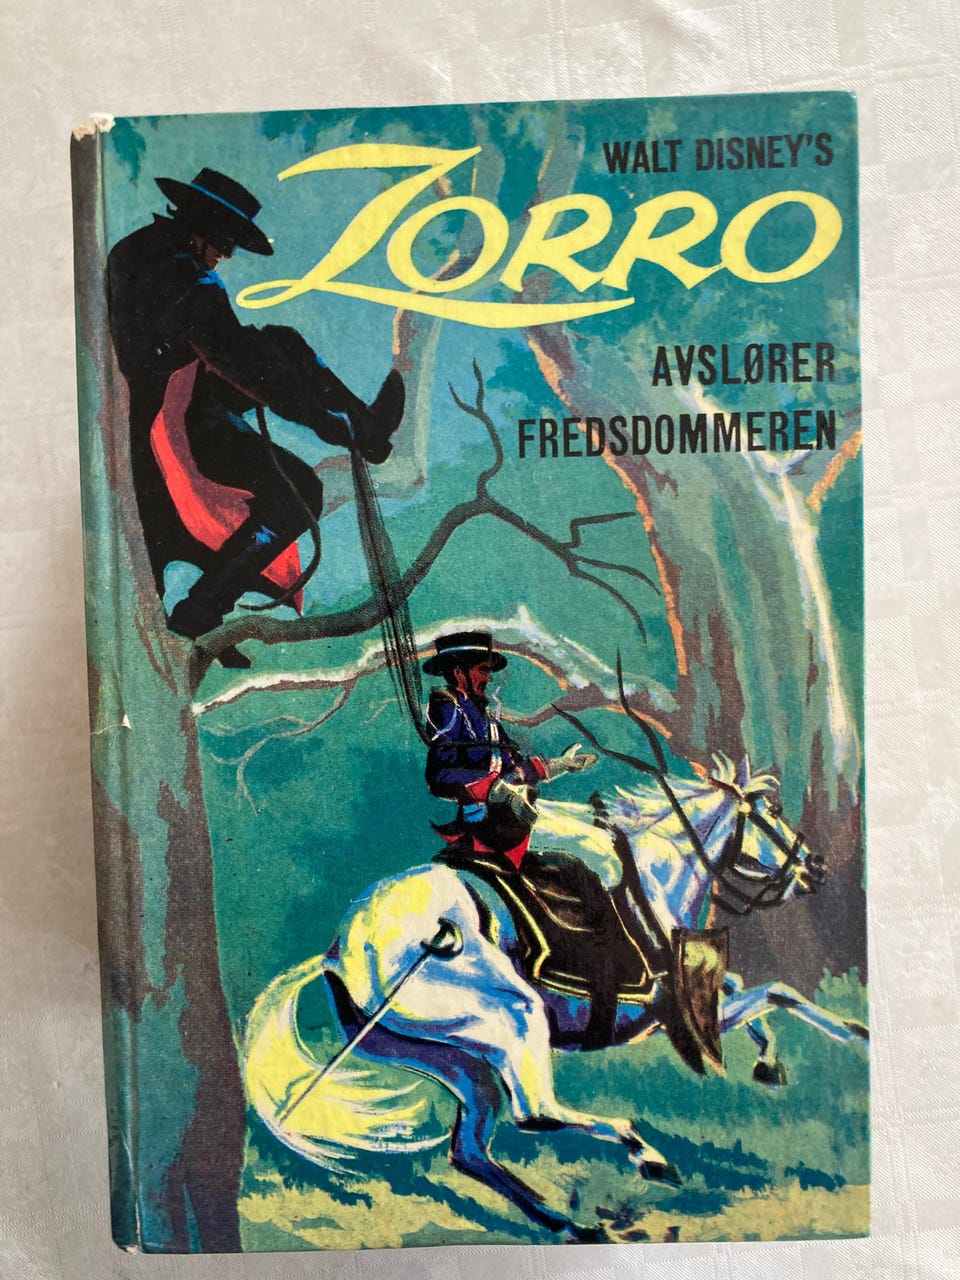 WALT DISNEY'S
ZORRO
AVSLØRER
FREDSDOMMEREN